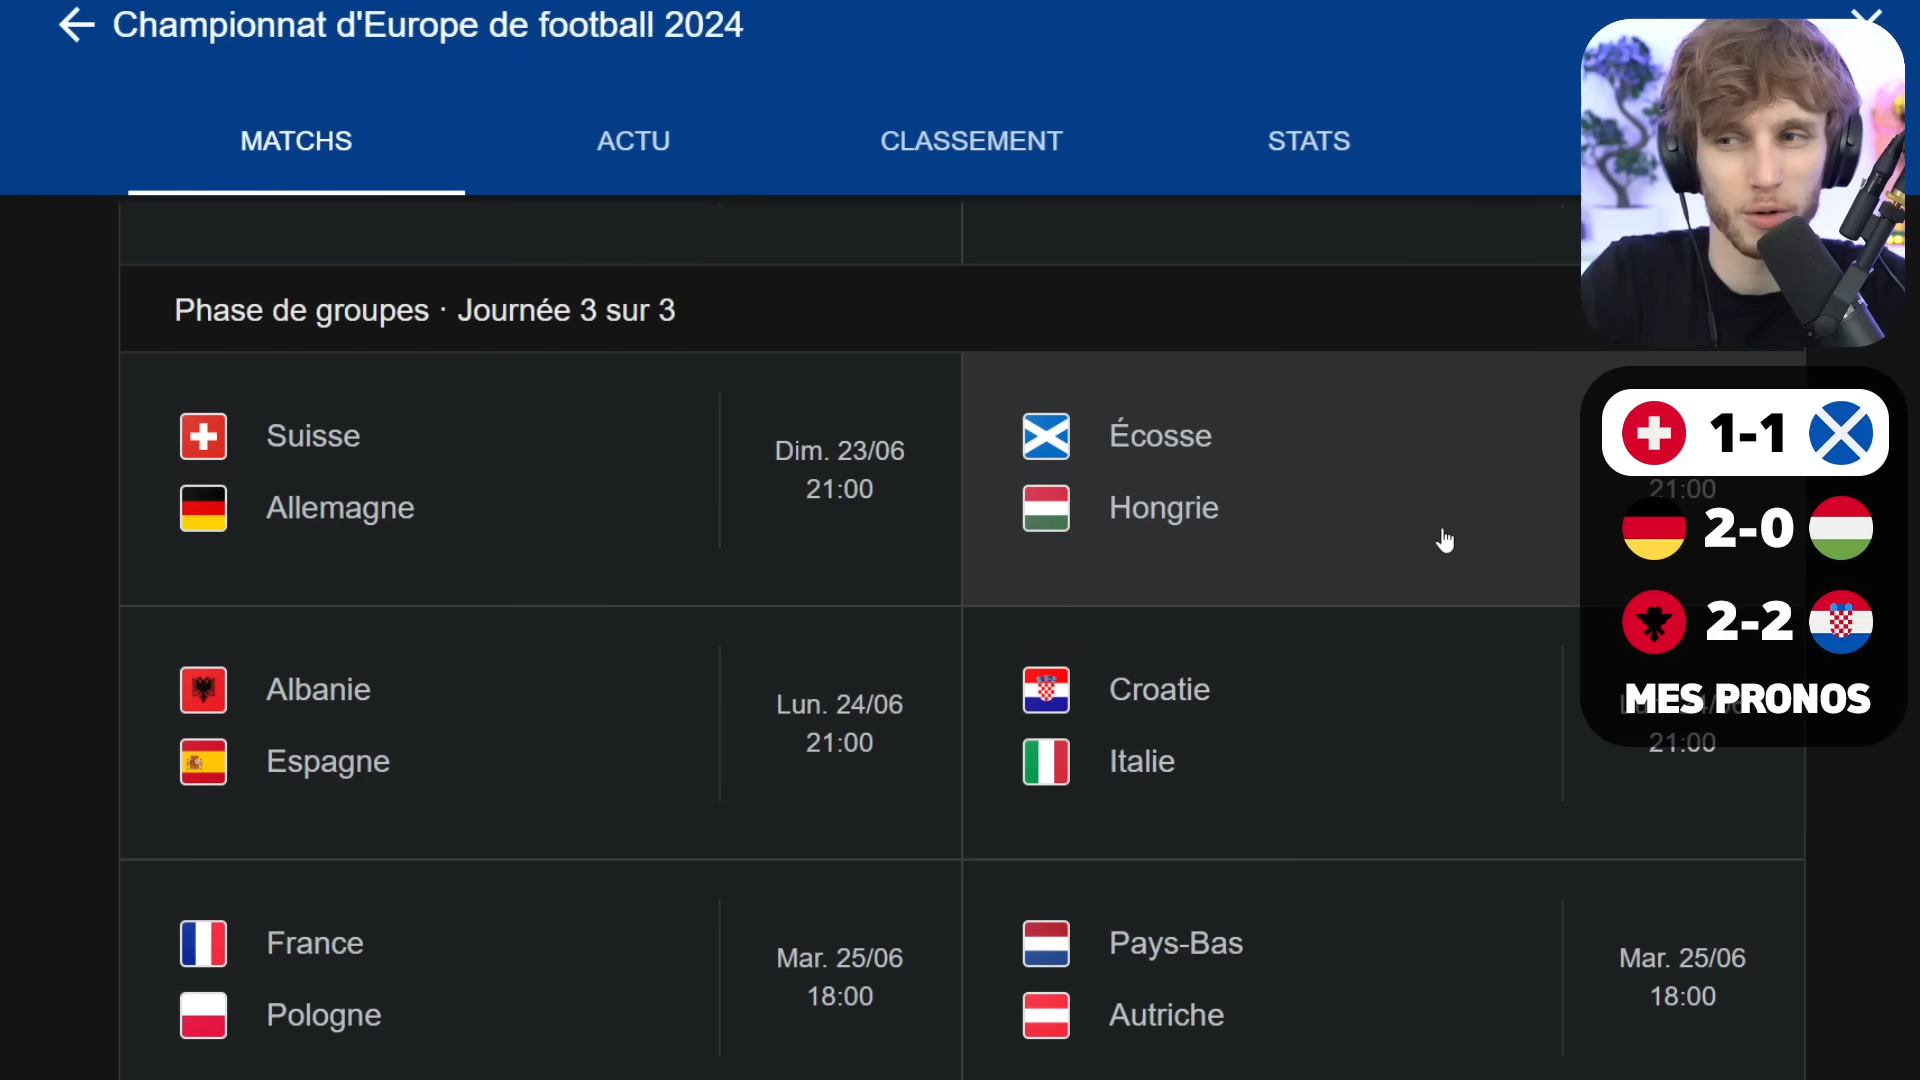 Championnat d'Europe de football 2024
MATCHS
ACTU
CLASSEMENT
STATS
Phase de groupes · Journée 3 sur 3
Suisse
Allemagne
Dim. 23/06
21:00
Écosse
Hongrie
21:00
Albanie
Espagne
Lun. 24/06
21:00
Croatie
Italie
21:00
France
Pologne
Mar. 25/06
18:00
Pays-Bas
Autriche
Mar. 25/06
18:00
1-1
2-0
2-2
MES PRONOS